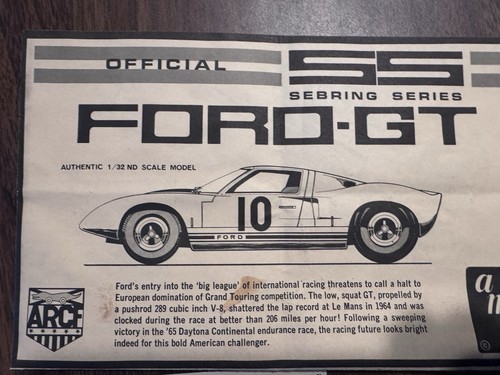 OFFICIAL
SS
SEBRING SERIES
FORD-GT
AUTHENTIC 1/32 ND SCALE MODEL
10
FORD
Ford's entry into the 'big league' of international racing threatens to call a halt to
European domination of Grand Touring competition. The low, squat GT, propelled by
a pushrod 289 cubic inch V-8, shattered the lap record at Le Mans in 1964 and was
clocked during the race at better than 206 miles per hour! Following a sweeping
victory in the '65 Daytona Continental endurance race, the racing future looks bright
indeed for this bold American challenger.
ARCF
a
m
©